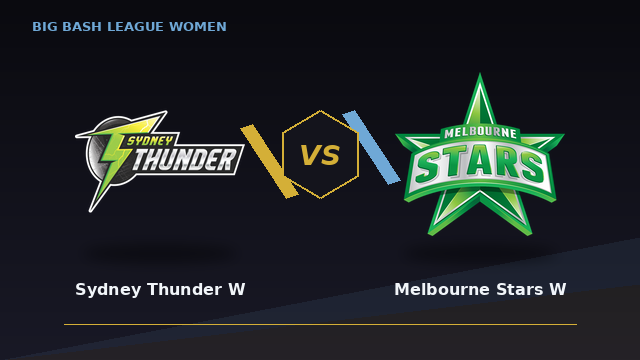 BIG BASH LEAGUE WOMEN
SYDNEY
THUNDER
VS
MELBOURNE
STARS
Sydney Thunder W
Melbourne Stars W